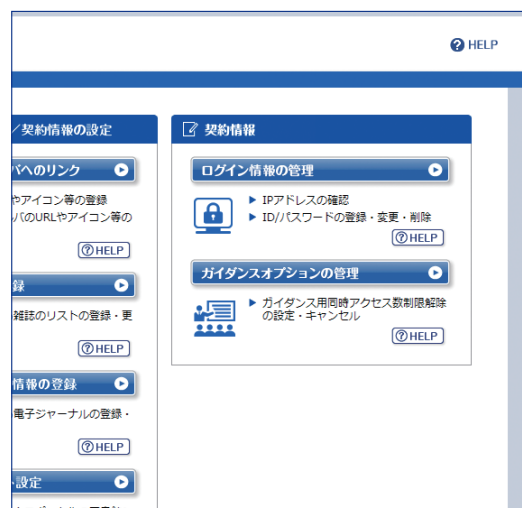 HELP
／契約情報の設定
バへのリンク
やアイコン等の登録
バのURLやアイコン等の
HELP
録
雑誌のリストの登録・更
HELP
情報の登録
電子ジャーナルの登録・
HELP
設定
契約情報
ログイン情報の管理
IPアドレスの確認
ID/パスワードの登録・変更・削除
HELP
ガイダンスオプションの管理
ガイダンス用同時アクセス数制限解除
の設定・キャンセル
HELP